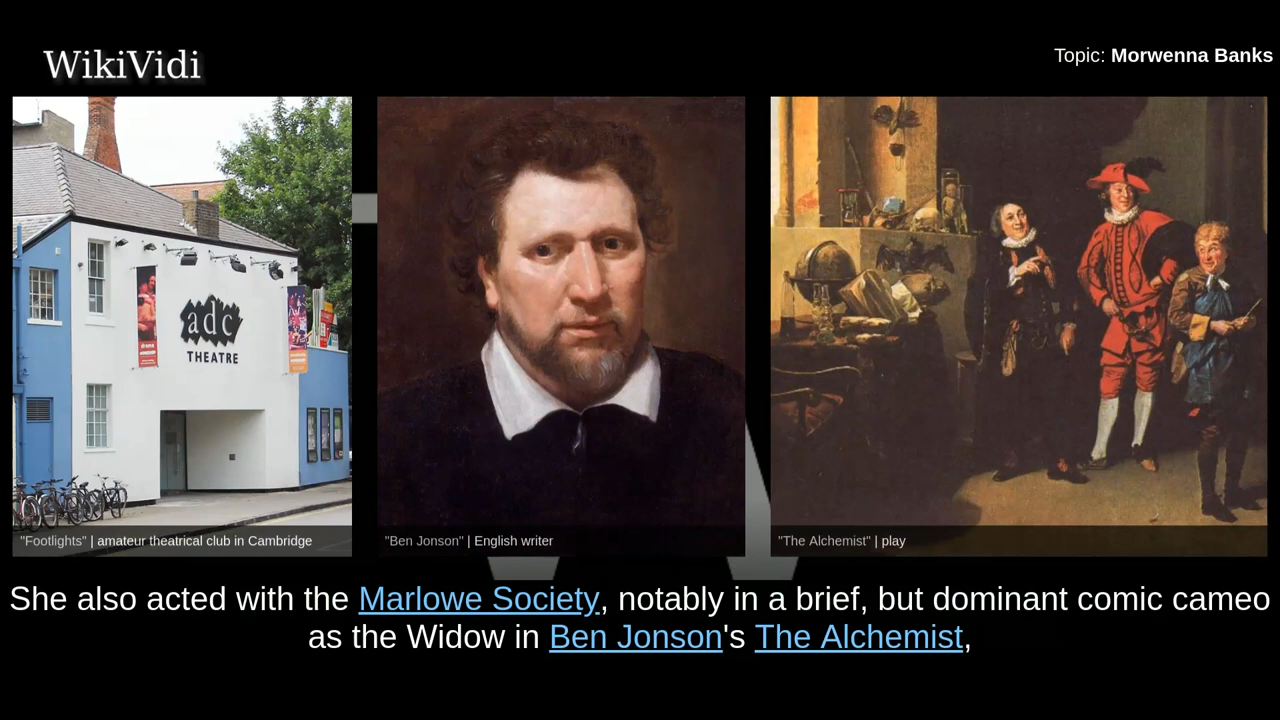 WikiVidi
Topic: Morwenna Banks
adc
THEATRE
"Footlights" | amateur theatrical club in Cambridge
"Ben Jonson" | English writer
"The Alchemist" | play
She also acted with the Marlowe Society, notably in a brief, but dominant comic cameo
as the Widow in Ben Jonson's The Alchemist,